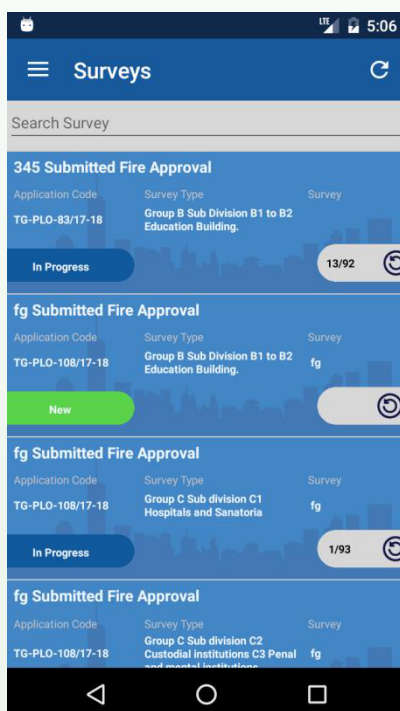 LTE 5:06
Surveys
Search Survey
345 Submitted Fire Approval
Application Code Survey Type Survey
TG-PLO-83/17-18 Group B Sub Division B1 to B2
Education Building.
In Progress 13/92
fg Submitted Fire Approval
Application Code Survey Type Survey
TG-PLO-108/17-18 Group B Sub Division B1 to B2
Education Building. fg
New
fg Submitted Fire Approval
Application Code Survey Type Survey
TG-PLO-108/17-18 Group C Sub division C1
Hospitals and Sanatoria fg
In Progress 1/93
fg Submitted Fire Approval
Application Code Survey Type Survey
Group C Sub division C2
TG-PLO-108/17-18 Custodial institutions C3 Penal fg
and mental institutions